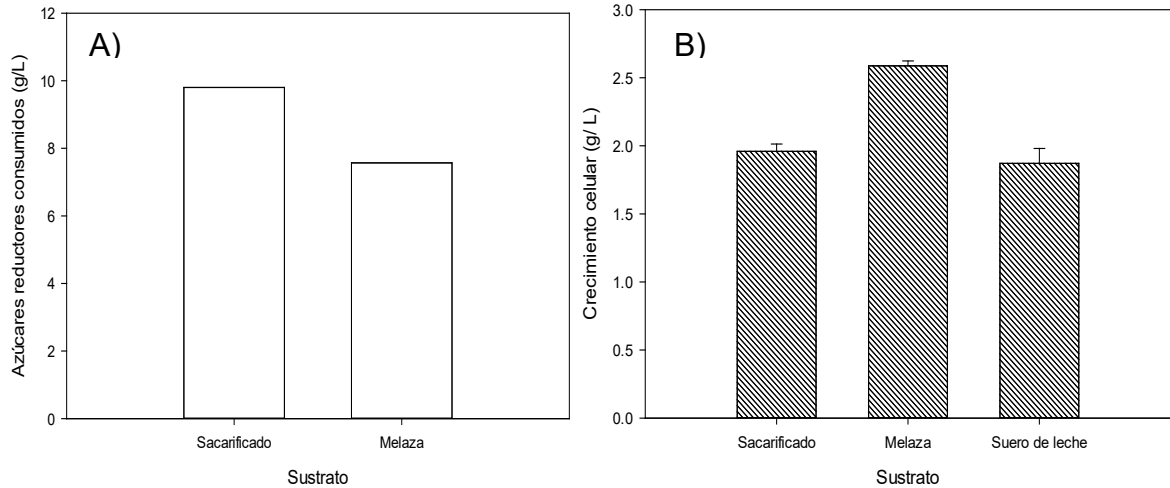 A)
Azúcares reductores consumidos (g/L)
12
10
8
6
4
2
0
Sacarificado
Melaza
Sustrato
B)
Crecimiento celular (g/ L)
3.0
2.5
2.0
1.5
1.0
0.5
0.0
Sacarificado
Melaza
Suero de leche
Sustrato